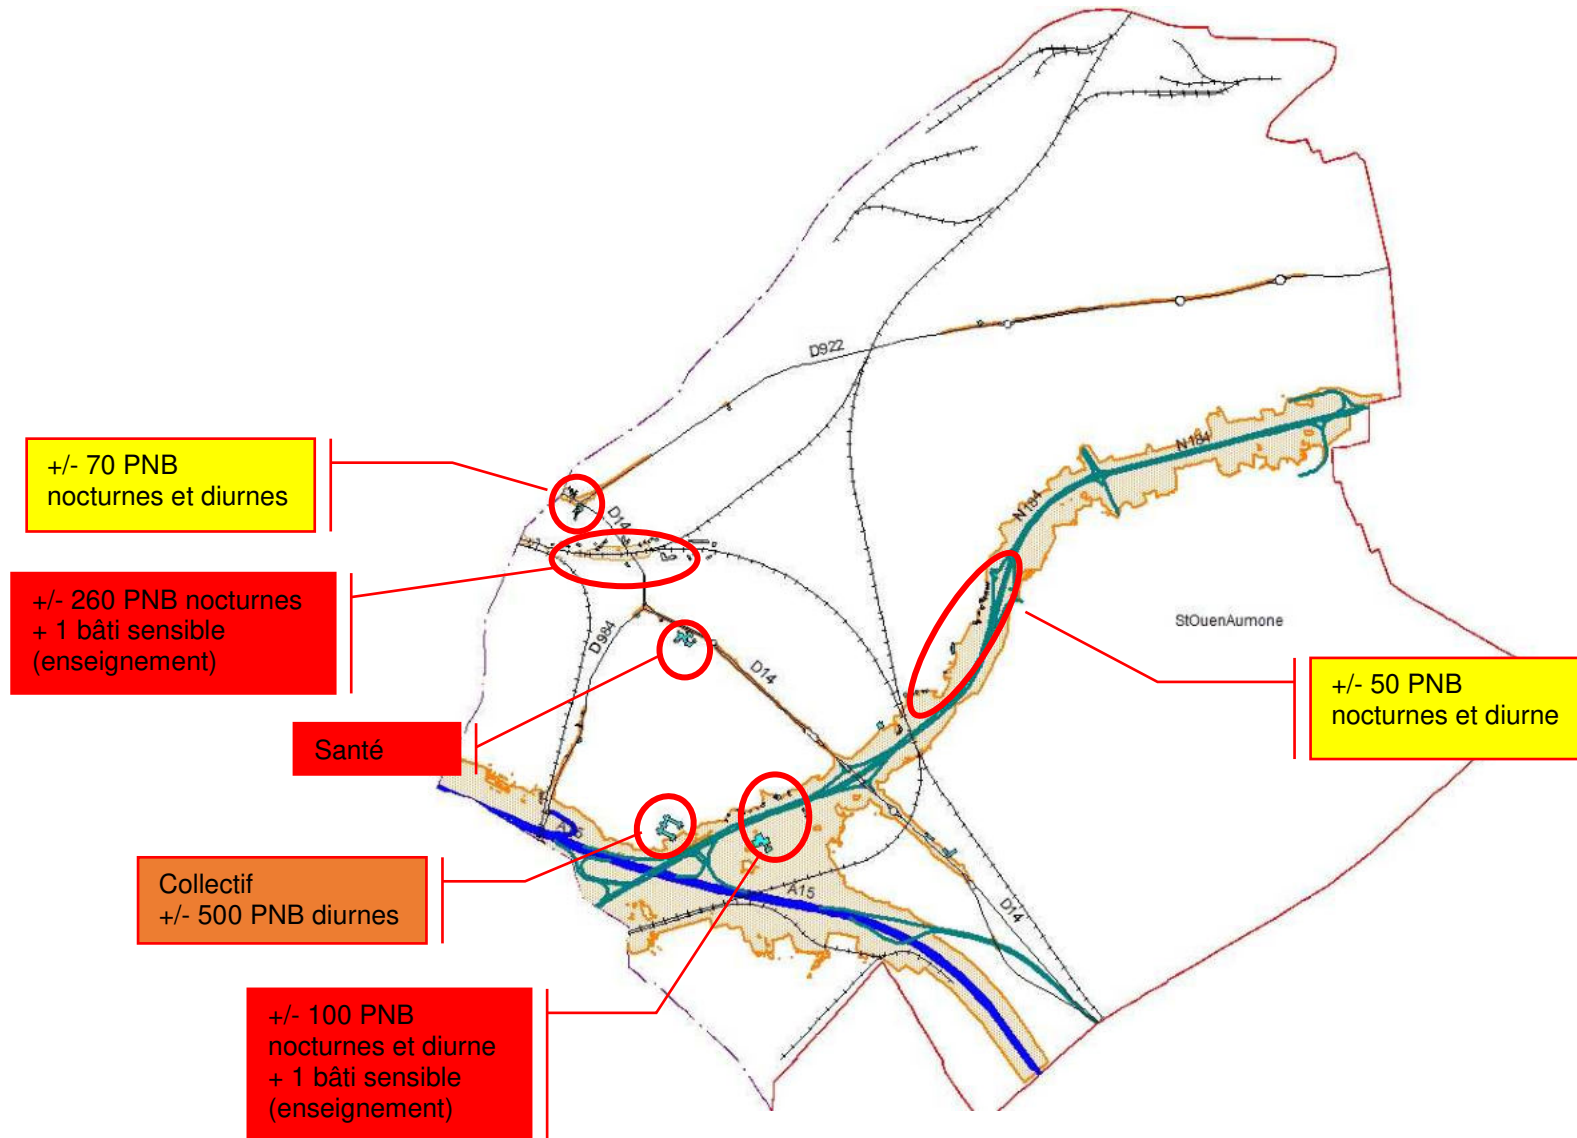 D922
N184
N184
+/- 70 PNB
nocturnes et diurnes
D14
+/- 260 PNB nocturnes
+ 1 bâti sensible
(enseignement)
D984
StOuenAumone
D14
+/- 50 PNB
nocturnes et diurne
Santé
Collectif
+/- 500 PNB diurnes
A15
D14
+/- 100 PNB
nocturnes et diurne
+ 1 bâti sensible
(enseignement)